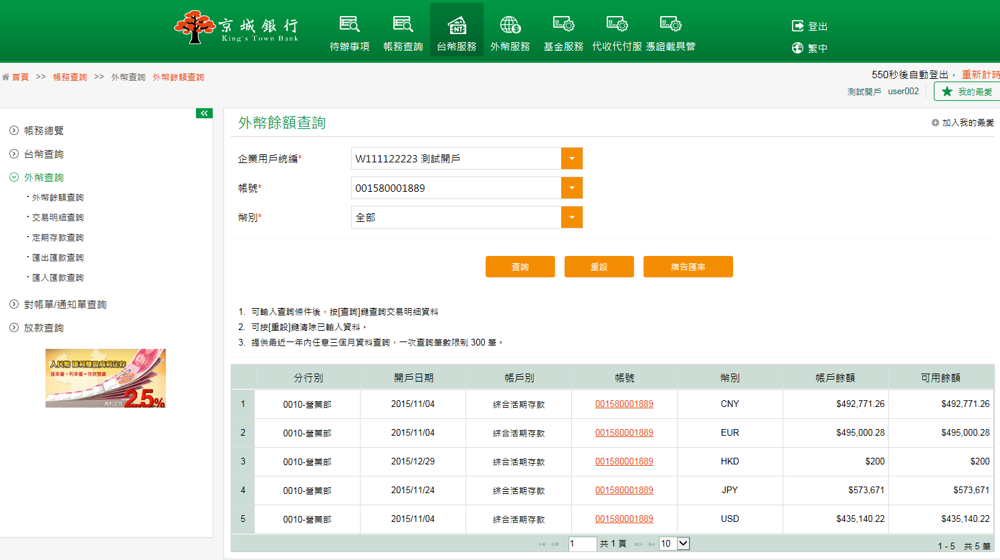 京城銀行
King's Town Bank
待辦事項 帳務查詢 台幣服務 外幣服務 基金服務 代收代付服 憑證載具管
NT
登出
繁中
首頁 >> 帳務查詢 >> 外幣查詢 外幣餘額查詢
550秒後自動登出， 重新計時
測試開戶 user002 我的最愛
帳務總覽
台幣查詢
外幣查詢
·外幣餘額查詢
·交易明細查詢
·定期存款查詢
·匯出匯款查詢
·匯入匯款查詢
對帳單/通知單查詢
放款查詢
人民幣 匯利雙盈高利定存
匯率優+利率優=存款雙贏
高利定存 2.5%
外幣餘額查詢
加入我的最愛
企業用戶統編* W111122223 測試開戶
帳號* 001580001889
幣別* 全部
查詢 重設 牌告匯率
1. 可輸入查詢條件後，按[查詢]鍵查詢交易明細資料
2. 可按[重設]鍵清除已輸入資料。
3. 提供最近一年內任意三個月資料查詢，一次查詢筆數限制 300 筆。
分行別 開戶日期 帳戶別 帳號 幣別 帳戶餘額 可用餘額
1 0010-營業部 2015/11/04 綜合活期存款 001580001889 CNY $492,771.26 $492,771.26
2 0010-營業部 2015/11/04 綜合活期存款 001580001889 EUR $495,000.28 $495,000.28
3 0010-營業部 2015/12/29 綜合活期存款 001580001889 HKD $200 $200
4 0010-營業部 2015/11/24 綜合活期存款 001580001889 JPY $573,671 $573,671
5 0010-營業部 2015/11/04 綜合活期存款 001580001889 USD $435,140.22 $435,140.22
1 共 1 頁 10
1 - 5 共 5 筆